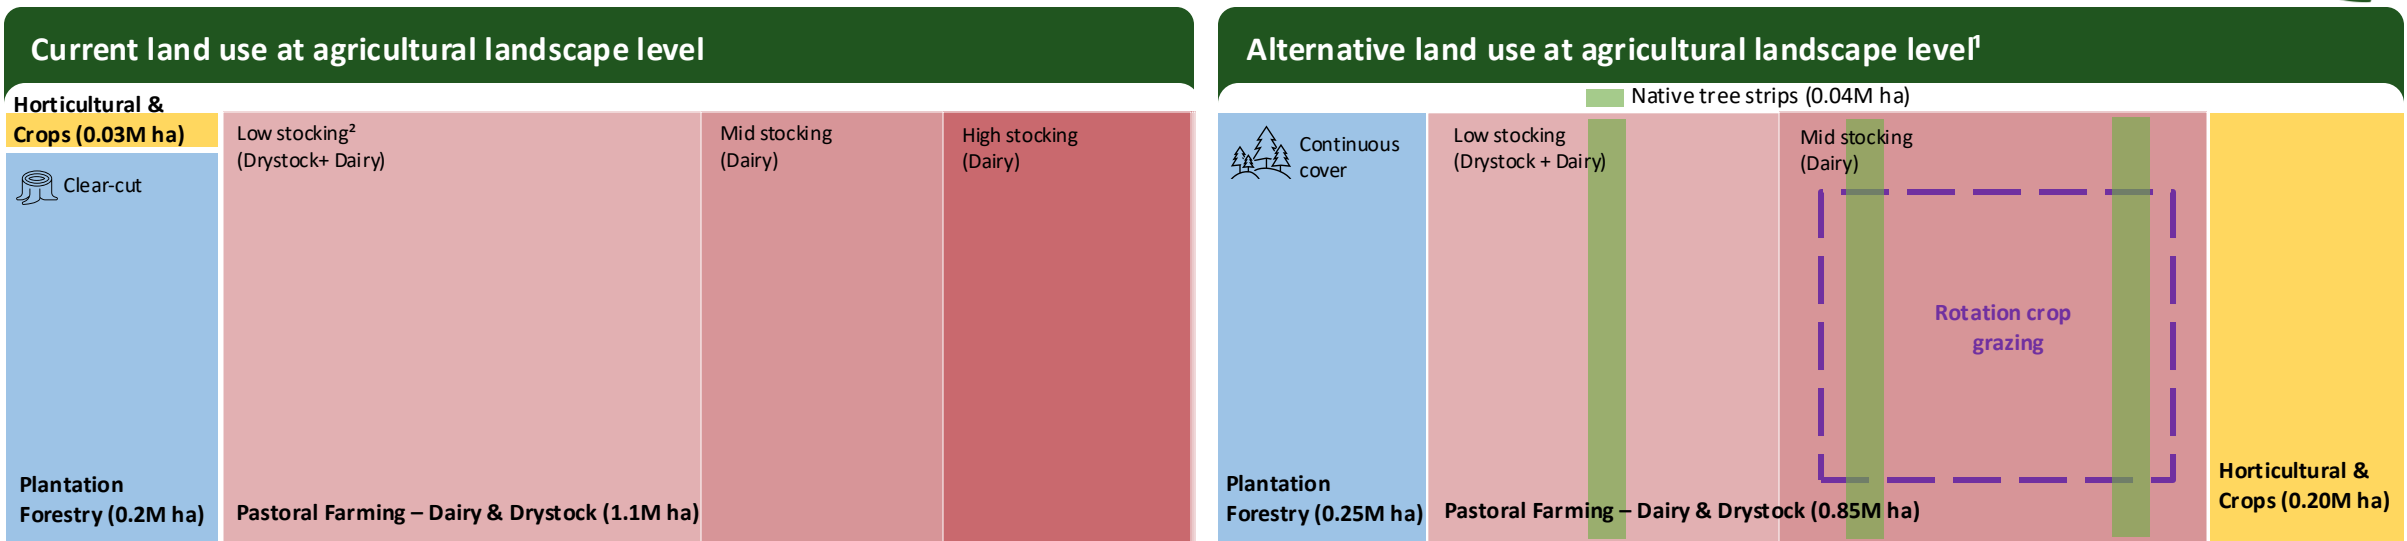 Current land use at agricultural landscape level
Horticultural &
Crops (0.03M ha)
Clear-cut
Plantation
Forestry (0.2M ha)
Low stocking²
(Drystock+ Dairy)
Mid stocking
(Dairy)
High stocking
(Dairy)
Pastoral Farming – Dairy & Drystock (1.1M ha)
Alternative land use at agricultural landscape level¹
Native tree strips (0.04M ha)
Continuous
cover
Plantation
Forestry (0.25M ha)
Low stocking
(Drystock + Dairy)
Mid stocking
(Dairy)
Rotation crop
grazing
Pastoral Farming – Dairy & Drystock (0.85M ha)
Horticultural &
Crops (0.20M ha)